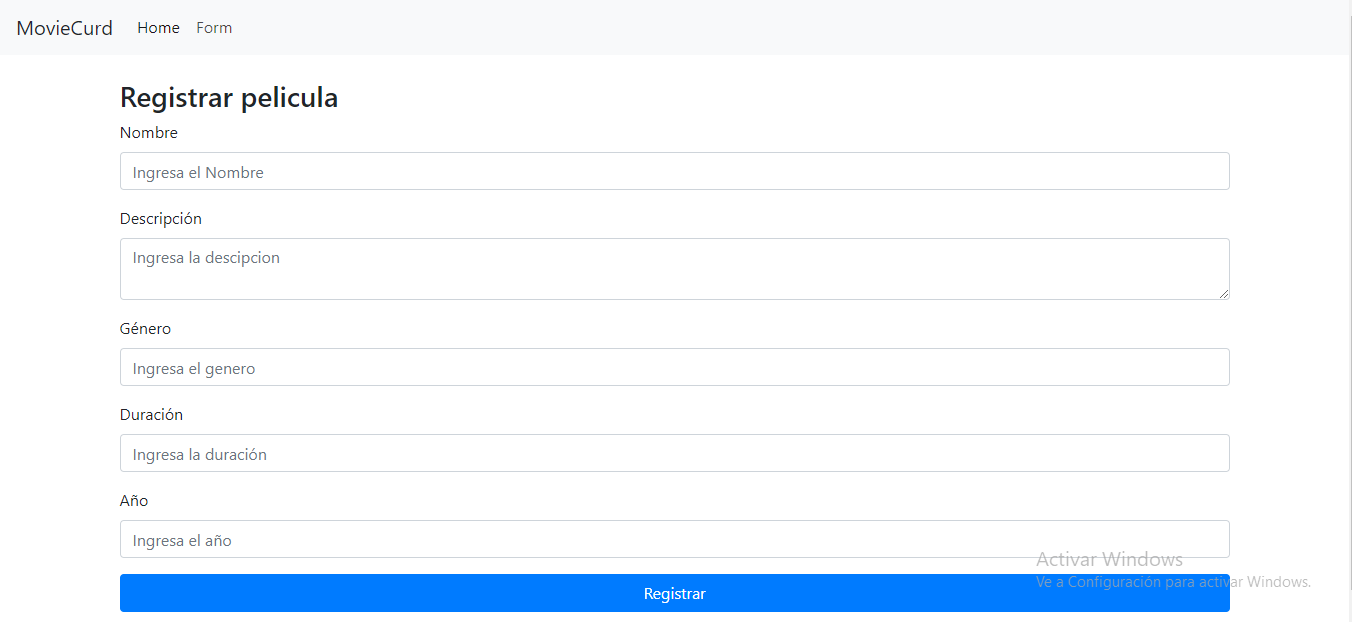 MovieCurd Home Form
Registrar pelicula
Nombre
Ingresa el Nombre
Descripción
Ingresa la descipcion
Género
Ingresa el genero
Duración
Ingresa la duración
Año
Ingresa el año
Activar Windows
Ve a Configuración para activar Windows.
Registrar